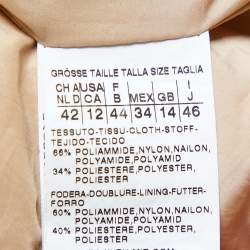 GRÖSSE TAILLE TALLA SIZE TAGLIA
CH A USA F I
NL D CA B MEX GB J
42 12 44 34 14 46
TESSUTO-TISSU-CLOTH-STOFF-
TEJIDO-TECIDO
66% POLIAMMIDE,NYLON,NAILON,
POLYAMIDE,POLYAMID
34% POLIESTERE,POLYESTER,
POLIESTER
FODERA-DOUBLURE-LINING-FUTTER-
FORRO
60% POLIAMMIDE,NYLON,NAILON,
POLYAMIDE,POLYAMID
40% POLIESTERE,POLYESTER,
POLIESTER